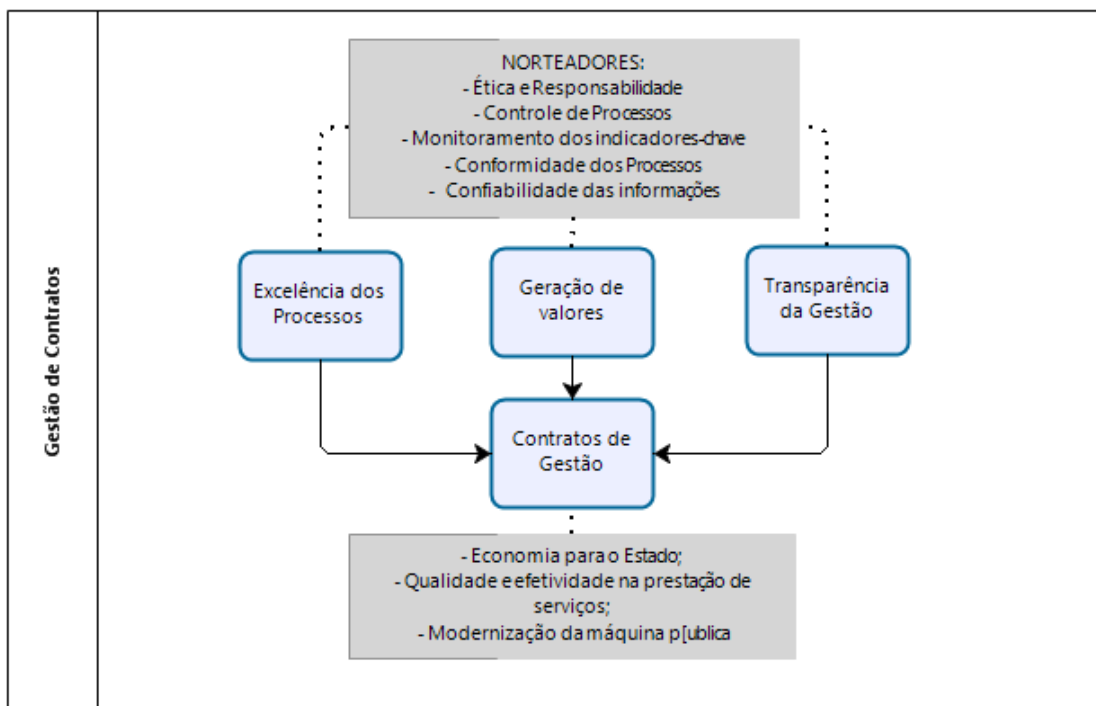 Gestão de Contratos
NORTEADORES:
- Ética e Responsabilidade
- Controle de Processos
- Monitoramento dos indicadores-chave
- Conformidade dos Processos
- Confiabilidade das informações
Excelência dos
Processos
Geração de
valores
Transparência
da Gestão
Contratos de
Gestão
- Economia para o Estado;
- Qualidade e efetividade na prestação de
serviços;
- Modernização da máquina p[ublica